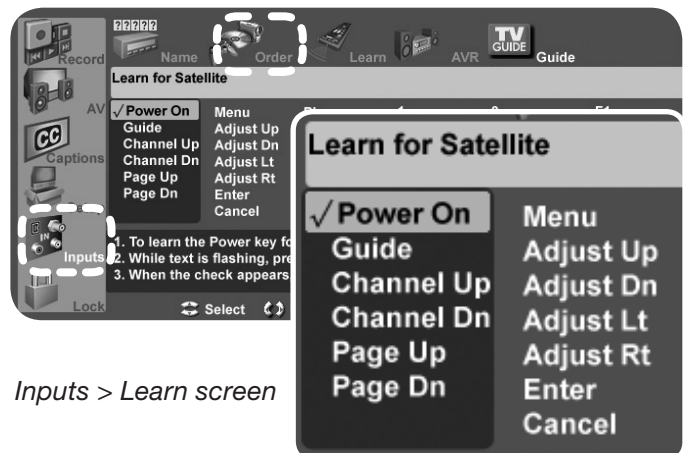 Record
?????
Name
Order
Learn
AVR
TV
GUIDE
Guide
AV
CC
Captions
IN
Inputs
Lock
Learn for Satellite
√ Power On
Guide
Channel Up
Channel Dn
Page Up
Page Dn
Menu
Adjust Up
Adjust Dn
Adjust Lt
Adjust Rt
Enter
Cancel
1. To learn the Power key fo
2. While text is flashing, pre
3. When the check appears
Select
Learn for Satellite
√ Power On
Guide
Channel Up
Channel Dn
Page Up
Page Dn
Menu
Adjust Up
Adjust Dn
Adjust Lt
Adjust Rt
Enter
Cancel
Inputs > Learn screen